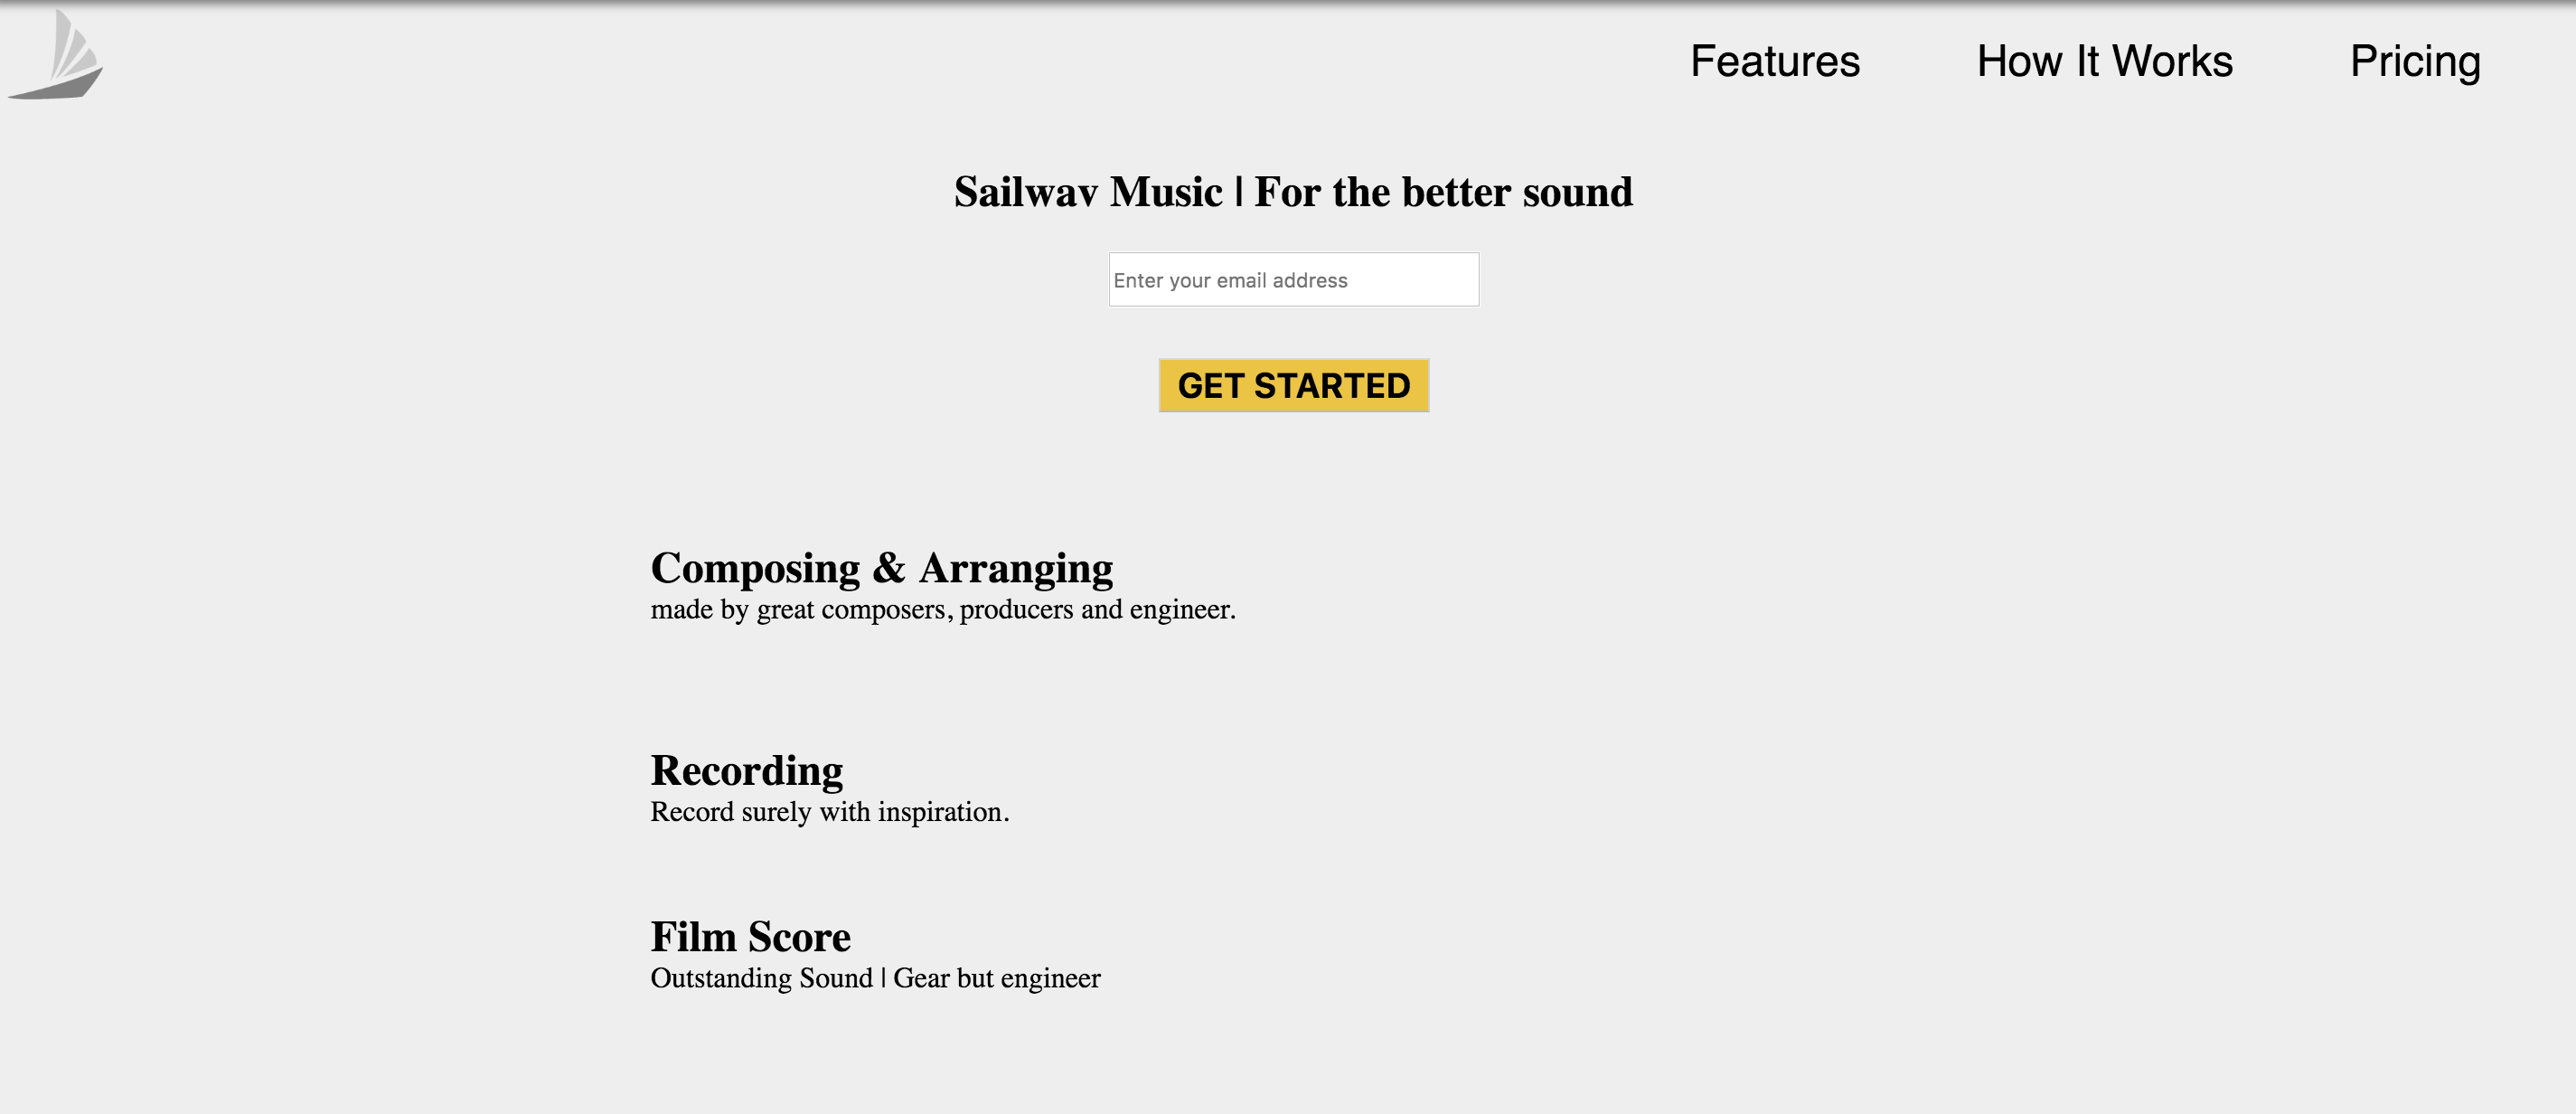 Features
How It Works
Pricing
Sailwav Music | For the better sound
Enter your email address
GET STARTED
Composing & Arranging
made by great composers, producers and engineer.
Recording
Record surely with inspiration.
Film Score
Outstanding Sound | Gear but engineer